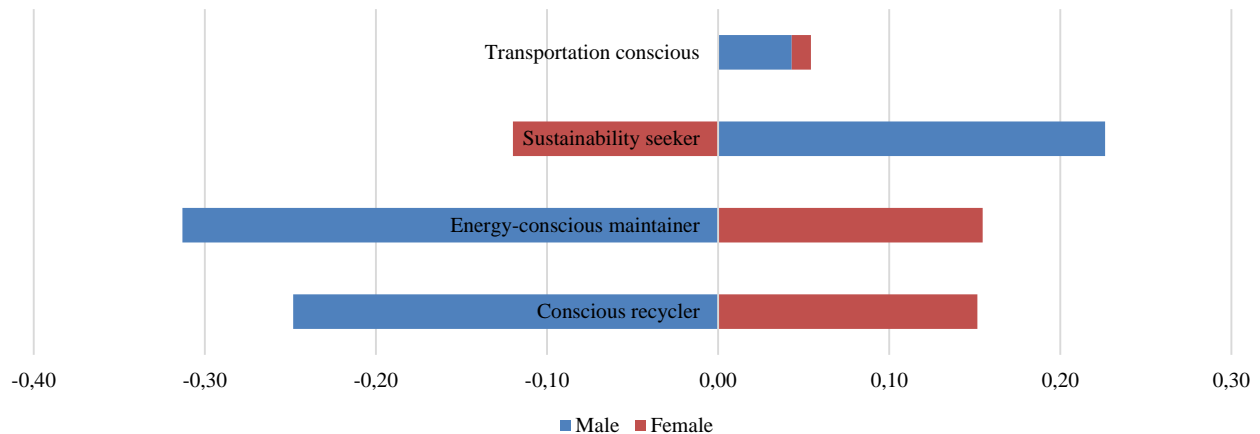 Transportation conscious
Sustainability seeker
Energy-conscious maintainer
Conscious recycler
-0,40 -0,30 -0,20 -0,10 0,00 0,10 0,20 0,30
Male Female